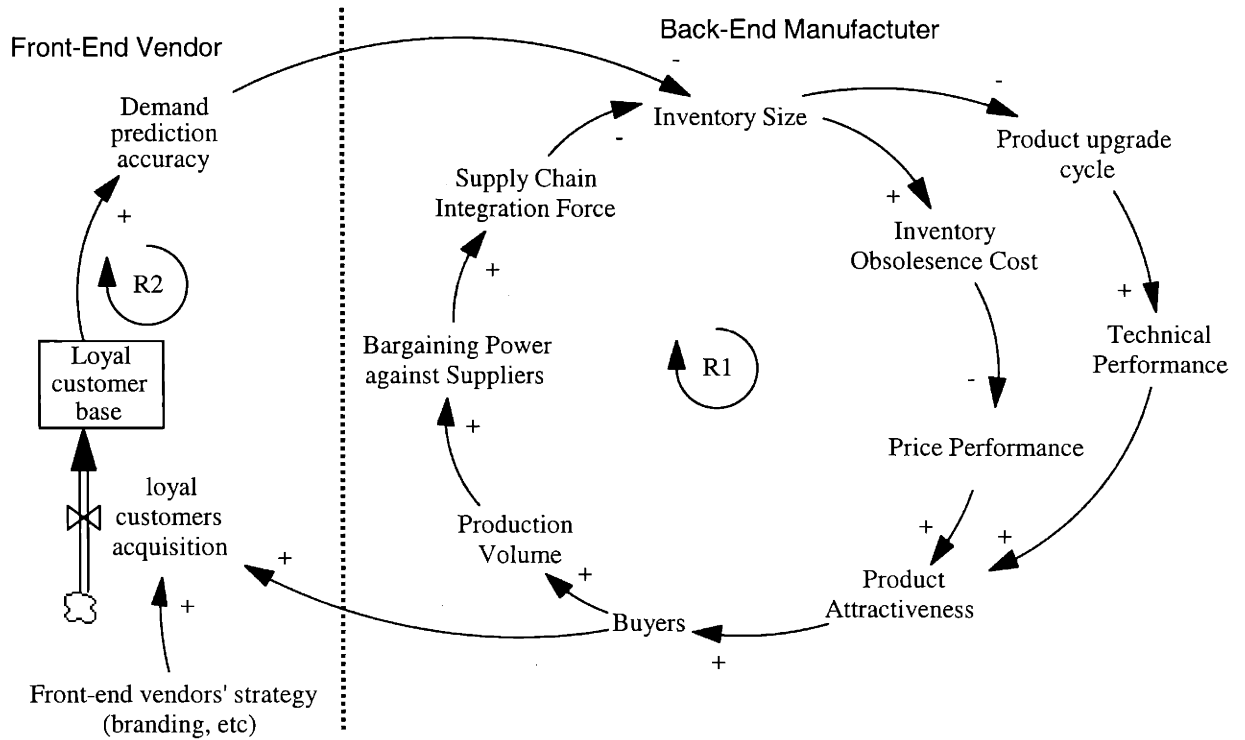 Front-End Vendor
Back-End Manufactuter
Demand
prediction
accuracy
+
R2
Loyal
customer
base
loyal
customers
acquisition
+
+
Front-end vendors' strategy
(branding, etc)
-
Inventory Size
-
Supply Chain
Integration Force
+
Bargaining Power
against Suppliers
+
Production
Volume
+
Buyers
+
R1
-
Product upgrade
cycle
+
Inventory
Obsolesence Cost
+
Technical
Performance
-
Price Performance
+
+
Product
Attractiveness